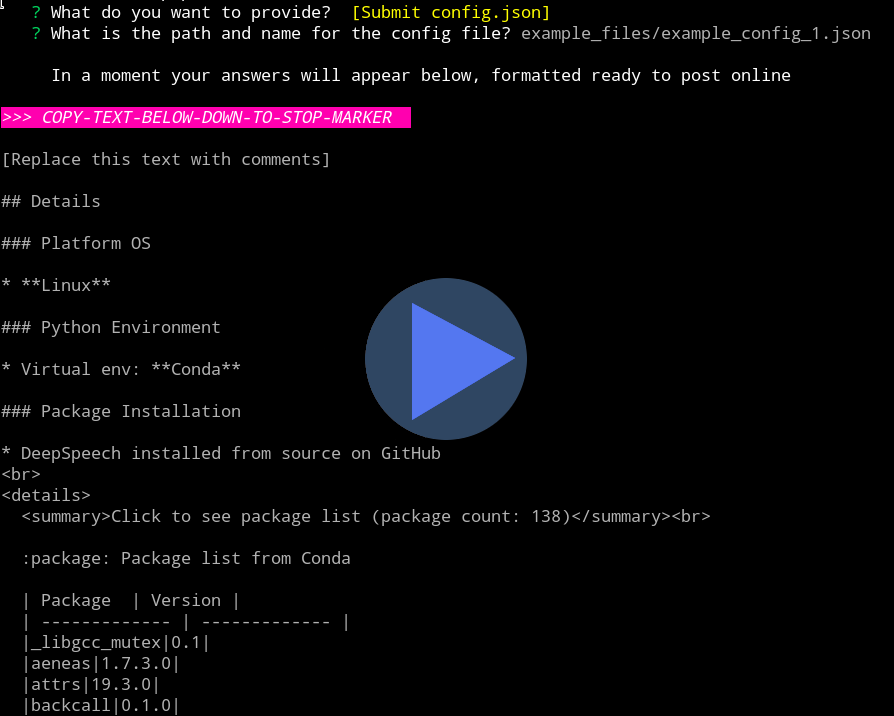 ? What do you want to provide?  [Submit config.json]
? What is the path and name for the config file? example_files/example_config_1.json
In a moment your answers will appear below, formatted ready to post online
>>> COPY-TEXT-BELOW-DOWN-TO-STOP-MARKER
[Replace this text with comments]
## Details
### Platform OS
* **Linux**
### Python Environment
* Virtual env: **Conda**
### Package Installation
* DeepSpeech installed from source on GitHub
<br>
<details>
<summary>Click to see package list (package count: 138)</summary><br>
:package: Package list from Conda
| Package  | Version |
| ------------- | ------------- |
|_libgcc_mutex|0.1|
|aeneas|1.7.3.0|
|attrs|19.3.0|
|backcall|0.1.0|